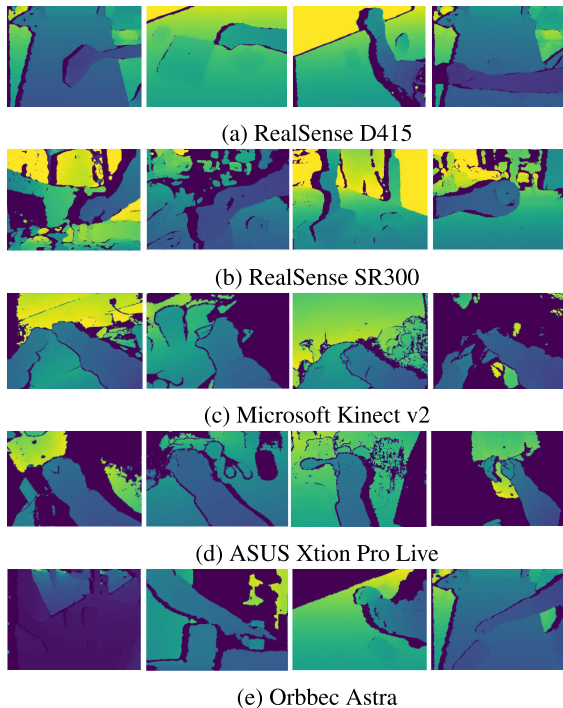 (a) RealSense D415
(b) RealSense SR300
(c) Microsoft Kinect v2
(d) ASUS Xtion Pro Live
(e) Orbbec Astra